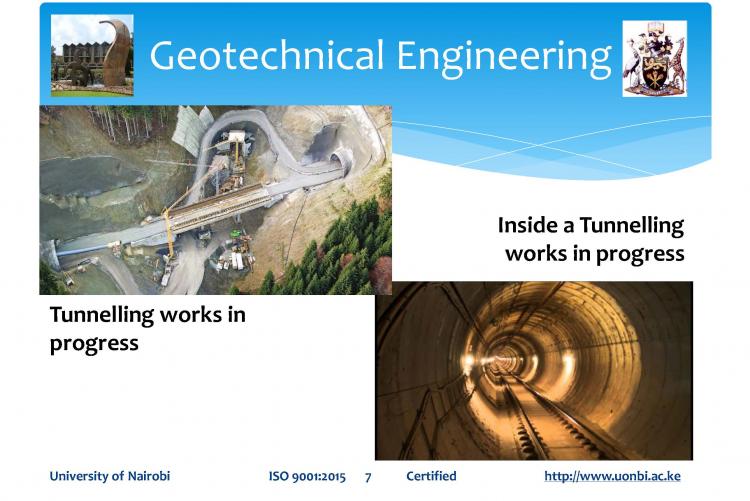 Geotechnical Engineering
Inside a Tunnelling
works in progress
Tunnelling works in
progress
University of Nairobi ISO 9001:2015 7 Certified http://www.uonbi.ac.ke